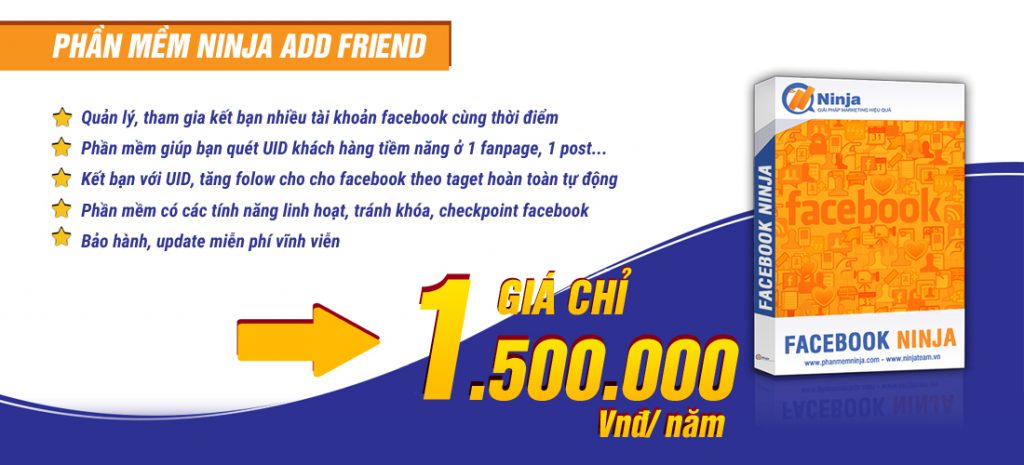 PHẦN MỀM NINJA ADD FRIEND
Quản lý, tham gia kết bạn nhiều tài khoản facebook cùng thời điểm
Phần mềm giúp bạn quét UID khách hàng tiềm năng ở 1 fanpage, 1 post...
Kết bạn với UID, tăng folow cho cho facebook theo taget hoàn toàn tự động
Phần mềm có các tính năng linh hoạt, tránh khóa, checkpoint facebook
Bảo hành, update miễn phí vĩnh viễn
GIÁ CHỈ
1.500.000
Vnđ/ năm
Ninja
GIẢI PHÁP MARKETING HIỆU QUẢ
facebook
FACEBOOK NINJA
FACEBOOK NINJA
www.phanmemninja.com - www.ninjateam.vn